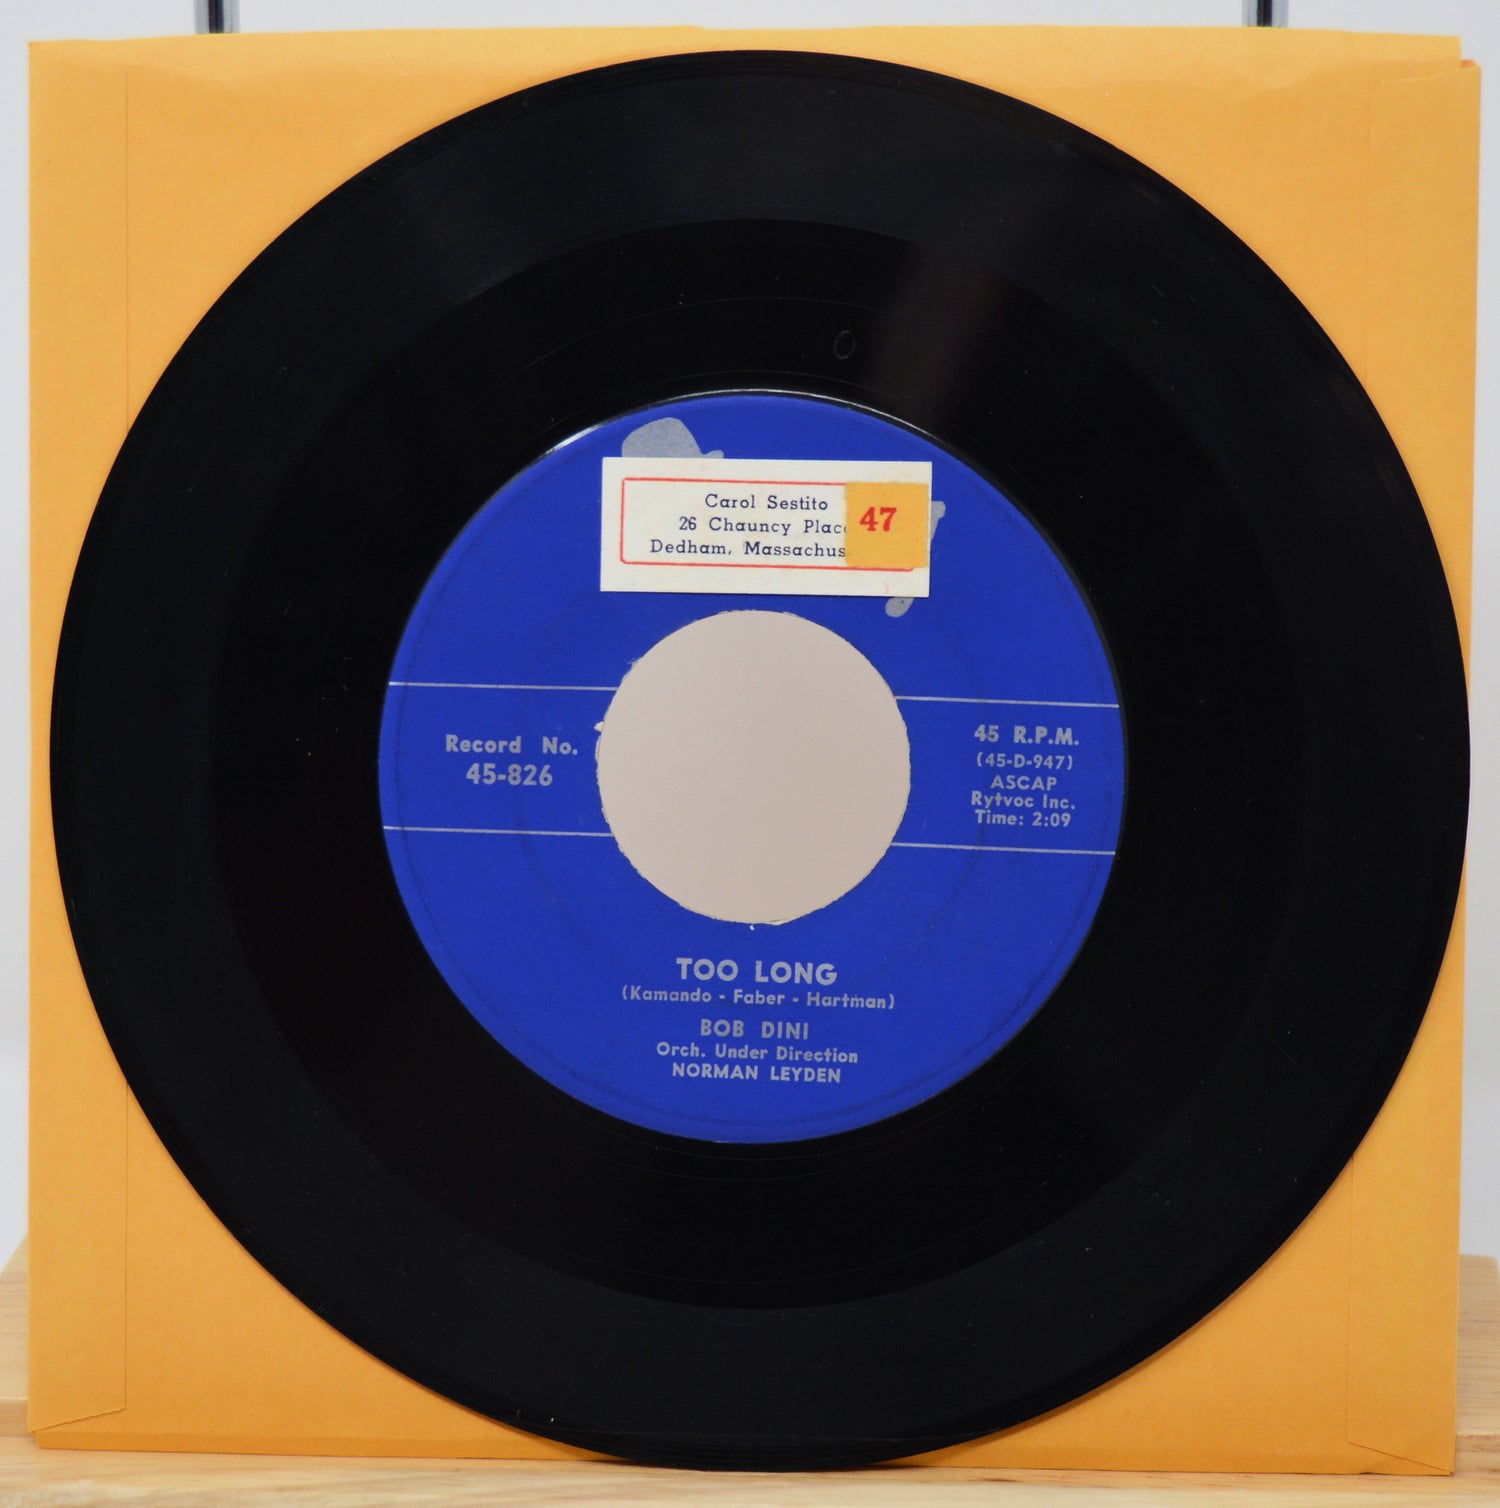 Carol Sestito
26 Chauncy Place
47
Dedham, Massachus
Record No.
45-826
45 R.P.M.
(45-D-947)
ASCAP
Rytvoc Inc.
Time: 2:09
TOO LONG
(Kamando - Faber - Hartman)
BOB DINI
Orch. Under Direction
NORMAN LEYDEN